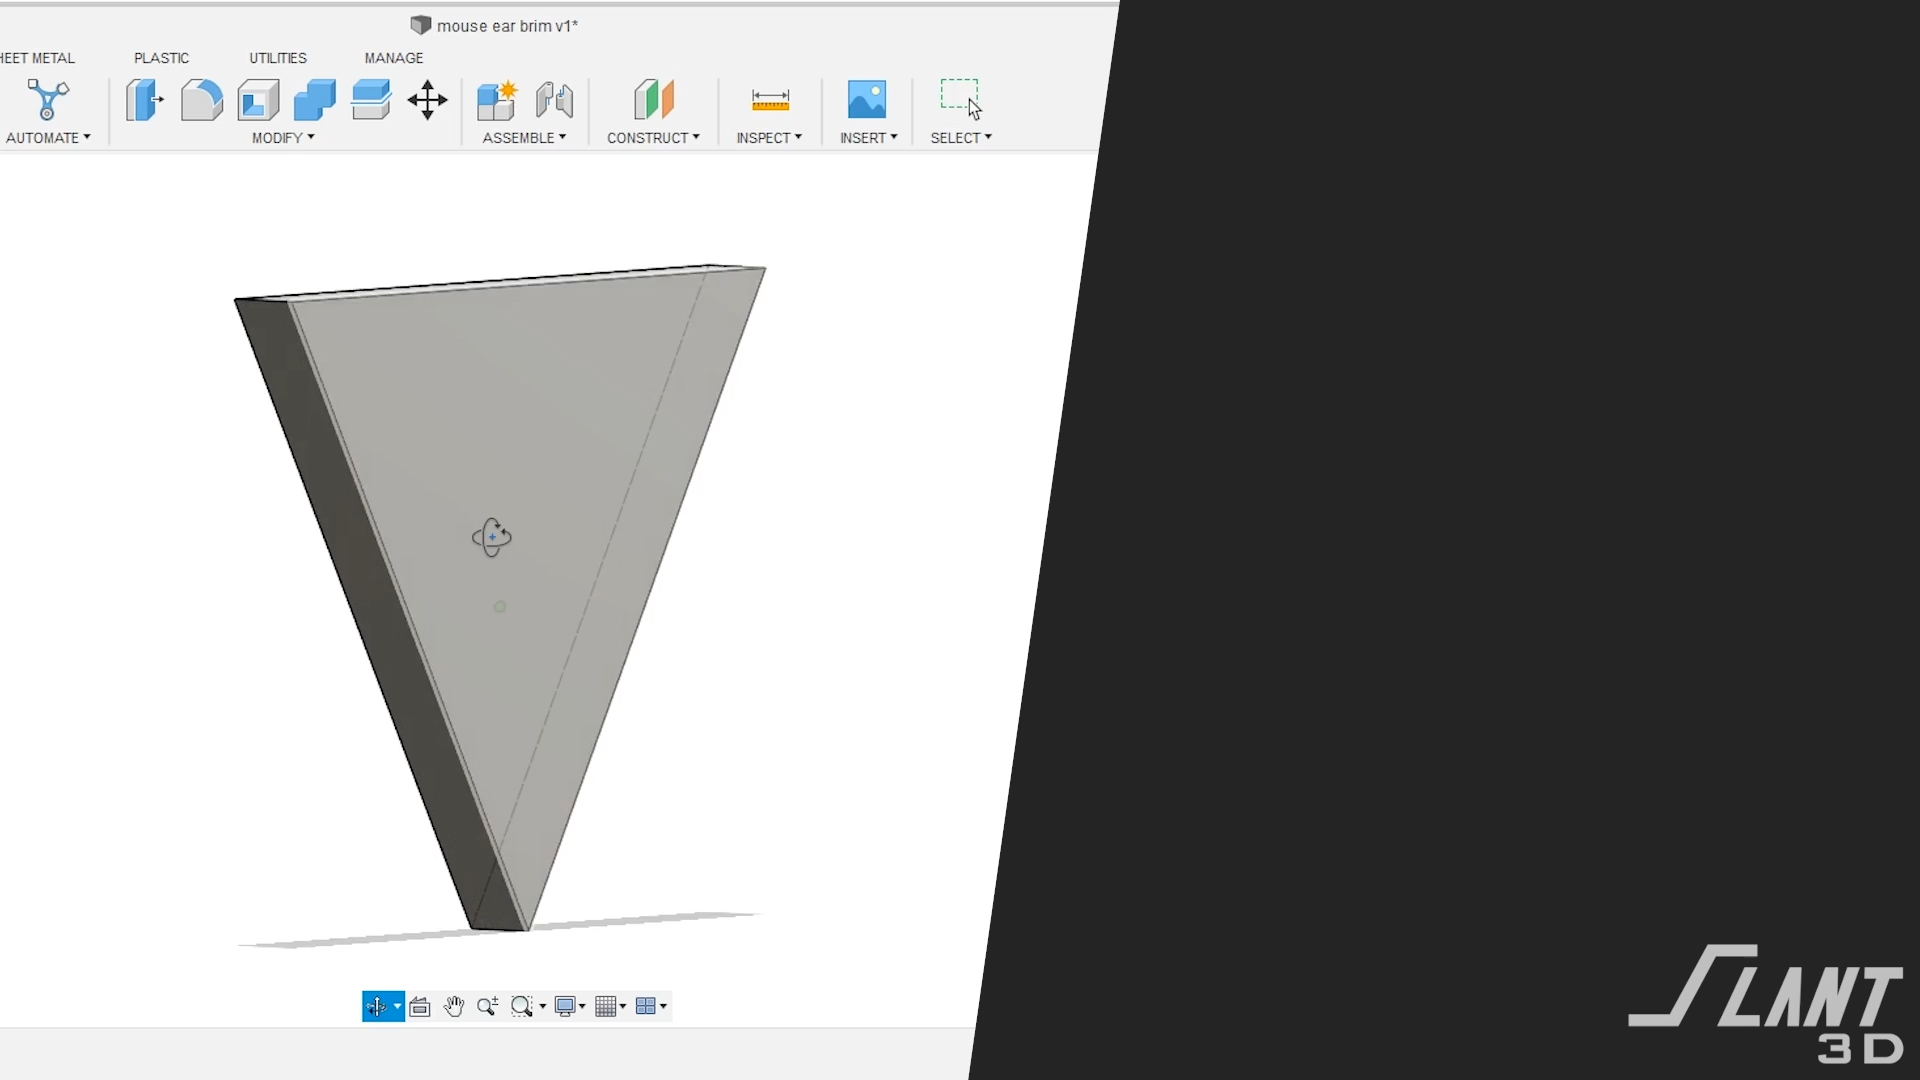 mouse ear brim v1*
HEET METAL PLASTIC UTILITIES MANAGE
AUTOMATE MODIFY ASSEMBLE CONSTRUCT INSPECT INSERT SELECT
SLANT
3D